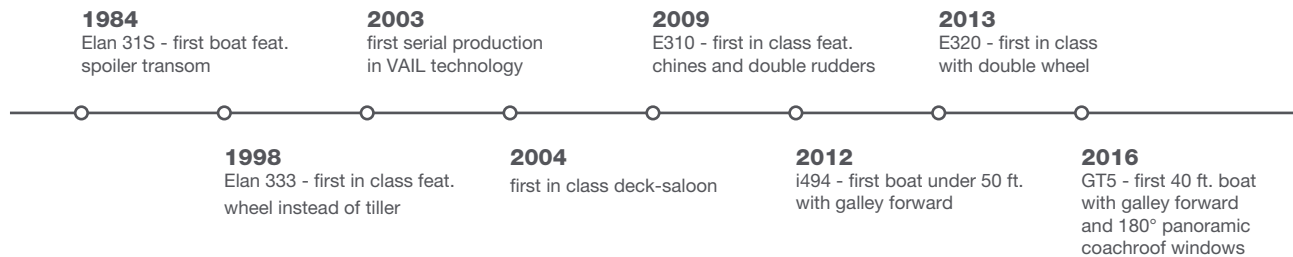 1984
Elan 31S - first boat feat.
spoiler transom
2003
first serial production
in VAIL technology
2009
E310 - first in class feat.
chines and double rudders
2013
E320 - first in class
with double wheel
1998
Elan 333 - first in class feat.
wheel instead of tiller
2004
first in class deck-saloon
2012
i494 - first boat under 50 ft.
with galley forward
2016
GT5 - first 40 ft. boat
with galley forward
and 180° panoramic
coachroof windows